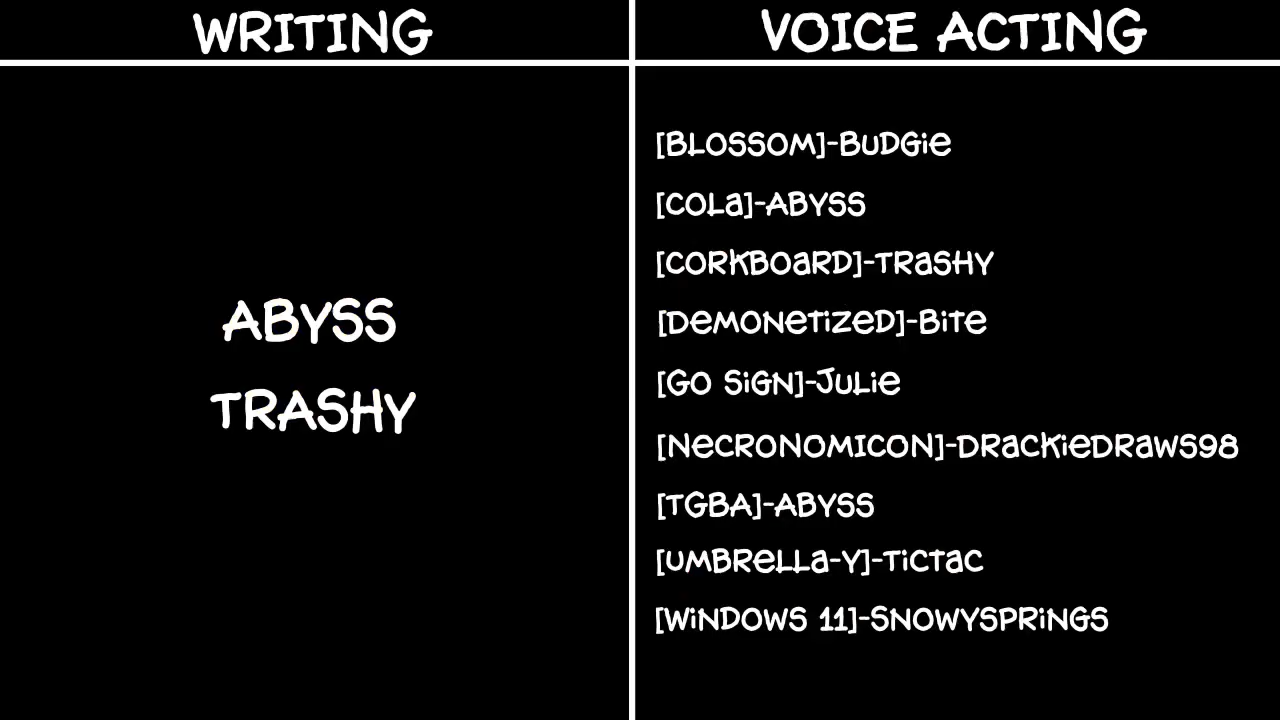 WRITING
ABYSS
TRASHY
VOICE ACTING
[BLOSSOM]-BUDGie
[COLa]-ABYSS
[CORKBOaRD]-TRaSHY
[DeMONeTiZeD]-BiTe
[GO SiGN]-JuLie
[NeCRONOMICON]-DRackieDRaWS98
[TGBA]-ABYSS
[uMBReLLa-Y]-TicTac
[WiNDOWS 11]-SNOWYSPRiNGS